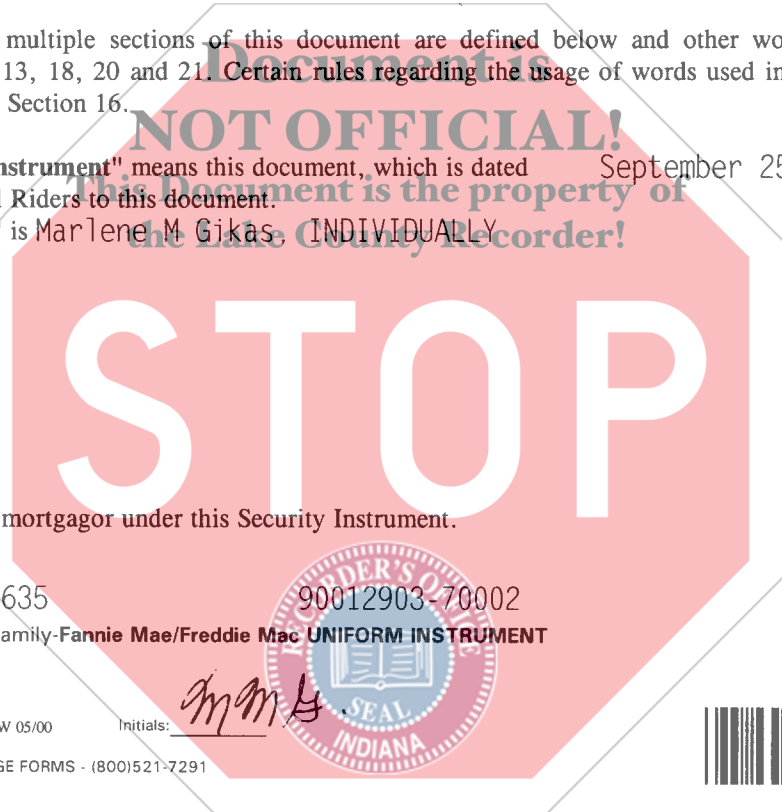 multiple sections of this document are defined below and other wo
13, 18, 20 and 21. Certain rules regarding the usage of words used in
Section 16.
Document is
NOT OFFICIAL!
This Document is the property of
the Lake County Recorder!
nstrument" means this document, which is dated September 25
l Riders to this document.
is Marlene M Gikas, INDIVIDUALLY
STOP
mortgagor under this Security Instrument.
635 90012903-70002
amily-Fannie Mae/Freddie Mac UNIFORM INSTRUMENT
RECORDER'S OFFICE
SEAL
INDIANA
W 05/00 Initials: MMG.
GE FORMS - (800)521-7291